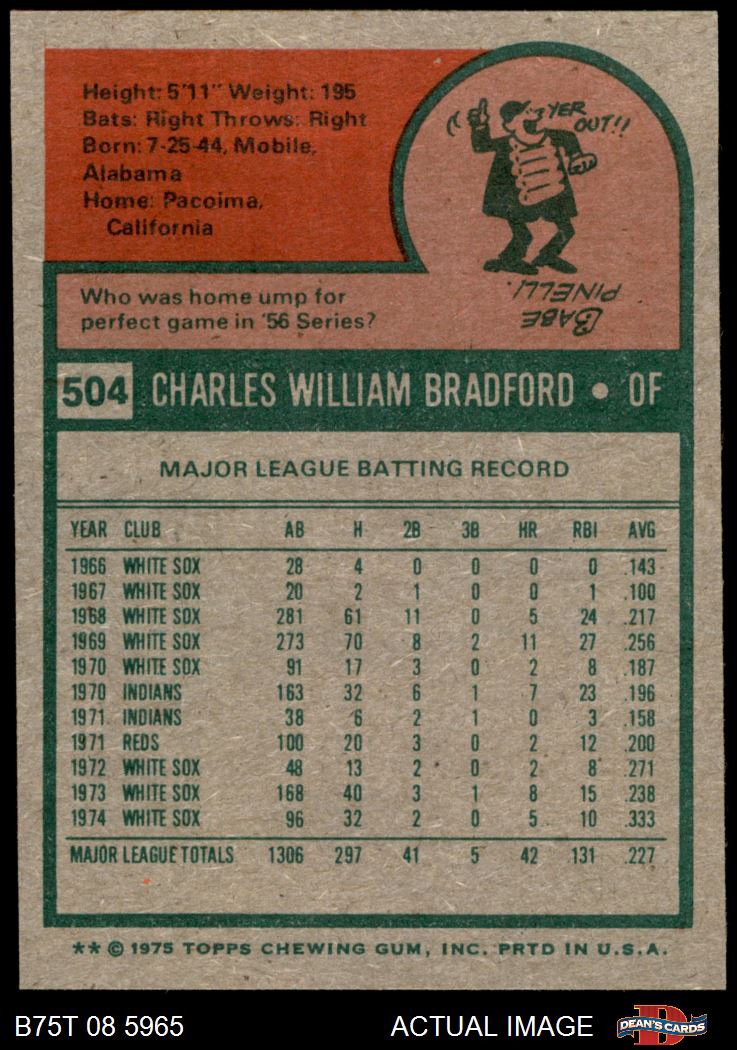 Height: 5'11" Weight: 195
Bats: Right Throws: Right
Born: 7-25-44, Mobile,
Alabama
Home: Pacoima,
California
YER
OUT!!
BABE
PINELLI.
Who was home ump for
perfect game in '56 Series?
504 CHARLES WILLIAM BRADFORD • OF
MAJOR LEAGUE BATTING RECORD
YEAR CLUB AB H 2B 3B HR RBI AVG
1966 WHITE SOX 28 4 0 0 0 0 .143
1967 WHITE SOX 20 2 1 0 0 1 .100
1968 WHITE SOX 281 61 11 0 5 24 .217
1969 WHITE SOX 273 70 8 2 11 27 .256
1970 WHITE SOX 91 17 3 0 2 8 .187
1970 INDIANS 163 32 6 1 7 23 .196
1971 INDIANS 38 6 2 1 0 3 .158
1971 REDS 100 20 3 0 2 12 .200
1972 WHITE SOX 48 13 2 0 2 8 .271
1973 WHITE SOX 168 40 3 1 8 15 .238
1974 WHITE SOX 96 32 2 0 5 10 .333
MAJOR LEAGUE TOTALS 1306 297 41 5 42 131 .227
** © 1975 TOPPS CHEWING GUM, INC. PRTD IN U.S.A.
B75T 08 5965 ACTUAL IMAGE D DEAN'S CARDS